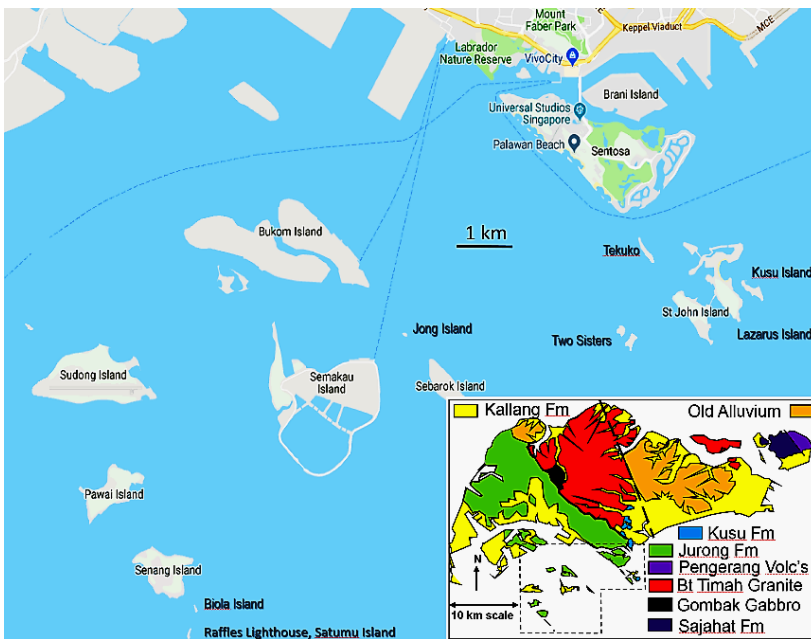 Mount
Faber Park
Keppel Viaduct
MCE
Labrador
Nature Reserve
VivoCity
Brani Island
Universal Studios
Singapore
Palawan Beach
Sentosa
Bukom Island
1 km
Tekuko
Kusu Island
St John Island
Jong Island
Two Sisters
Lazarus Island
Sudong Island
Semakau
Island
Sebarok Island
Pawai Island
Senang Island
Biola Island
Raffles Lighthouse, Satumu Island
Kallang Fm
Old Alluvium
Kusu Fm
Jurong Fm
Pengerang Volc's
Bt Timah Granite
Gombak Gabbro
Sajahat Fm
N
10 km scale